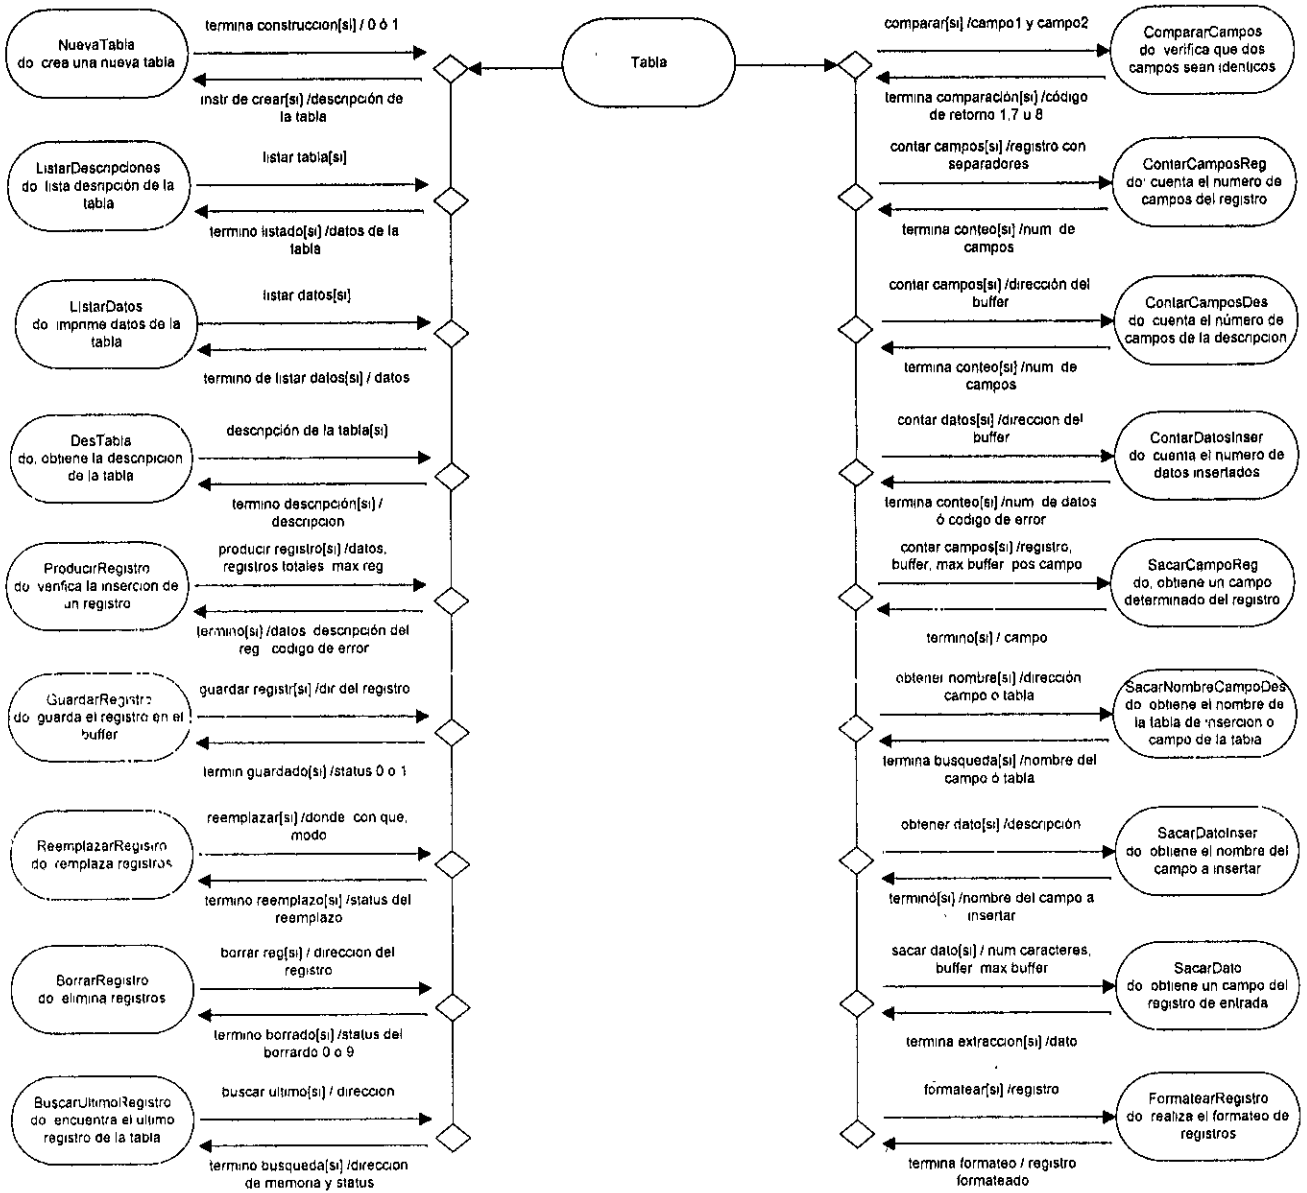 Tabla
NuevaTabla
do crea una nueva tabla
termina construccion[si] / 0 ó 1
instr de crear[si] /descripción de
la tabla
ListarDescripciones
do lista desripción de la
tabla
listar tabla[si]
termino listado[si] /datos de la
tabla
ListarDatos
do imprime datos de la
tabla
listar datos[si]
termino de listar datos[si] / datos
DesTabla
do, obtiene la descripcion
de la tabla
descripción de la tabla[si]
termino descripción[si] /
descripcion
ProducirRegistro
do verifica la insercion de
un registro
producir registro[si] /datos,
registros totales max reg
termino[si] /datos descripción del
reg codigo de error
GuardarRegistro
do guarda el registro en el
buffer
guardar registr[si] /dir del registro
termin guardado[si] /status 0 o 1
ReemplazarRegistro
do remplaza registros
reemplazar[si] /donde con que,
modo
termino reemplazo[si] /status del
reemplazo
BorrarRegistro
do elimina registros
borrar reg[si] / direccion del
registro
termino borrado[si] /status del
borrardo 0 o 9
BuscarUltimoRegistro
do encuentra el ultimo
registro de la tabla
buscar ultimo[si] / direccion
termino busqueda[si] /direccion
de memoria y status
comparar[si] /campo1 y campo2
CompararCampos
do verifica que dos
campos sean identicos
termina comparación[si] /código
de retorno 1,7 u 8
contar campos[si] /registro con
separadores
ContarCamposReg
do cuenta el numero de
campos del registro
termina conteo[si] /num de
campos
contar campos[si] /dirección del
buffer
ContarCamposDes
do cuenta el número de
campos de la descripcion
termina conteo[si] /num de
campos
contar datos[si] /direccion del
buffer
ContarDatosInser
do cuenta el numero de
datos insertados
termina conteo[si] /num de datos
ó codigo de error
contar campos[si] /registro,
buffer, max buffer pos campo
SacarCampoReg
do, obtiene un campo
determinado del registro
termino[si] / campo
obtener nombre[si] /dirección
campo o tabla
SacarNombreCampoDes
do obtiene el nombre de
la tabla de insercion o
campo de la tabla
termina busqueda[si] /nombre del
campo ó tabla
obtener dato[si] /descripción
SacarDatoInser
do obtiene el nombre del
campo a insertar
terminó[si] /nombre del campo a
insertar
sacar dato[si] / num caracteres,
buffer max buffer
SacarDato
do obtiene un campo del
registro de entrada
termina extraccion[si] /dato
formatear[si] /registro
FormatearRegistro
do realiza el formateo de
registros
termina formateo / registro
formateado